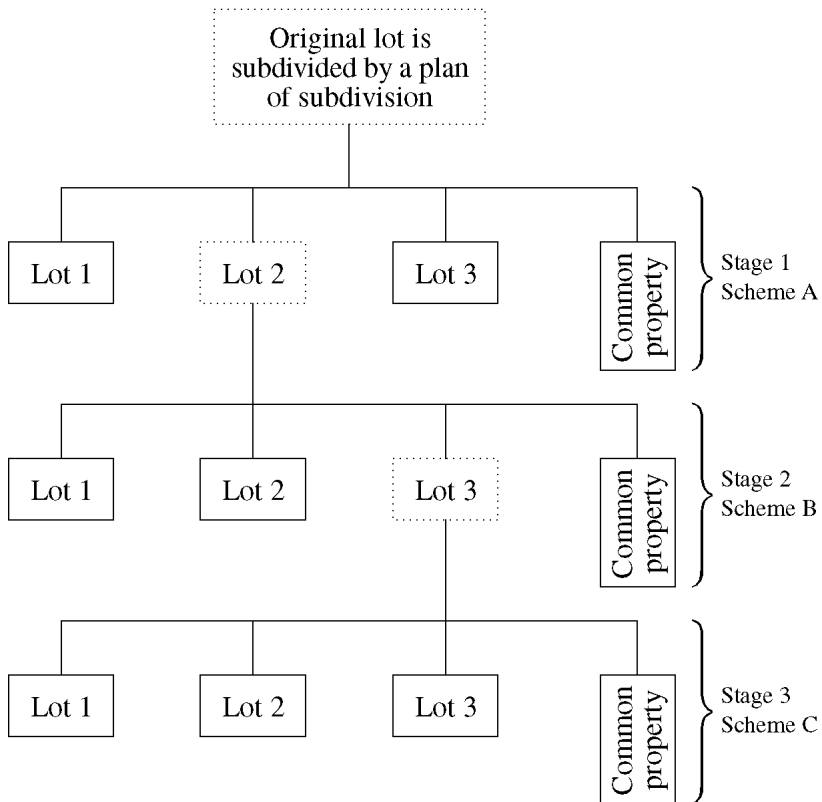 Original lot is
subdivided by a plan
of subdivision
Lot 1
Lot 2
Lot 3
Common
property
Stage 1
Scheme A
Lot 1
Lot 2
Lot 3
Common
property
Stage 2
Scheme B
Lot 1
Lot 2
Lot 3
Common
property
Stage 3
Scheme C